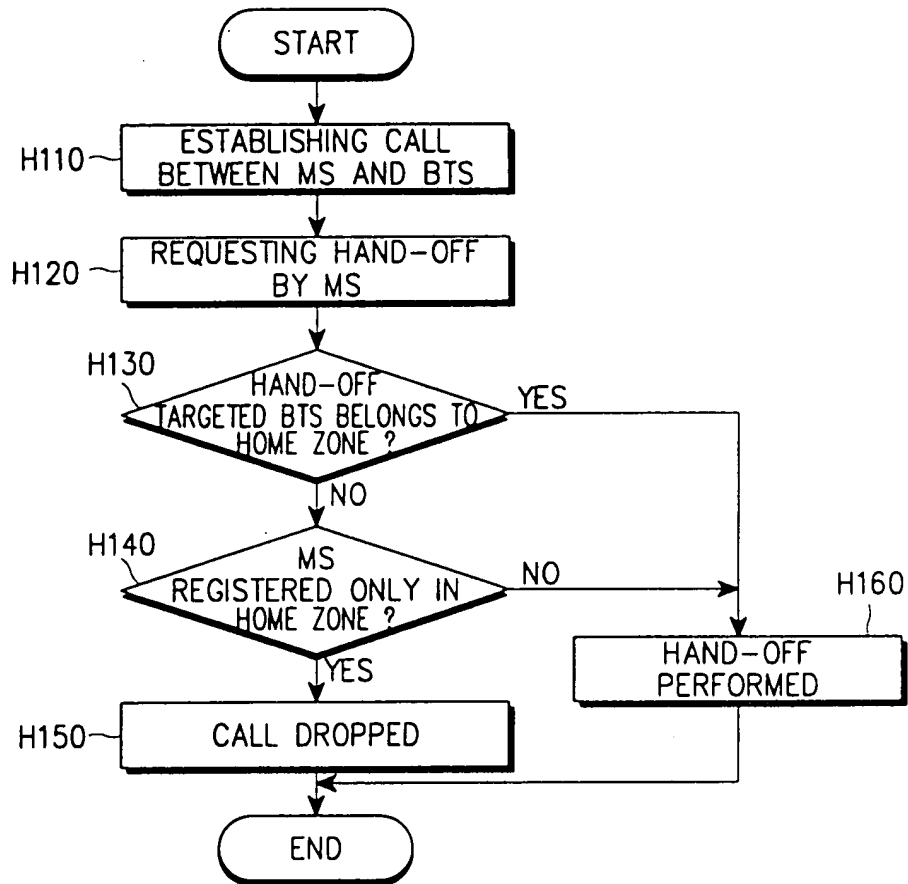 START
H110
ESTABLISHING CALL
BETWEEN MS AND BTS
H120
REQUESTING HAND-OFF
BY MS
H130
HAND-OFF
TARGETED BTS BELONGS TO
HOME ZONE ?
YES
NO
H140
MS
REGISTERED ONLY IN
HOME ZONE ?
NO
YES
H160
HAND-OFF
PERFORMED
H150
CALL DROPPED
END